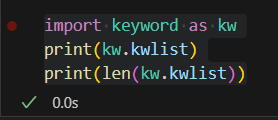 import keyword as kw
print(kw.kwlist)
print(len(kw.kwlist))
0.0s